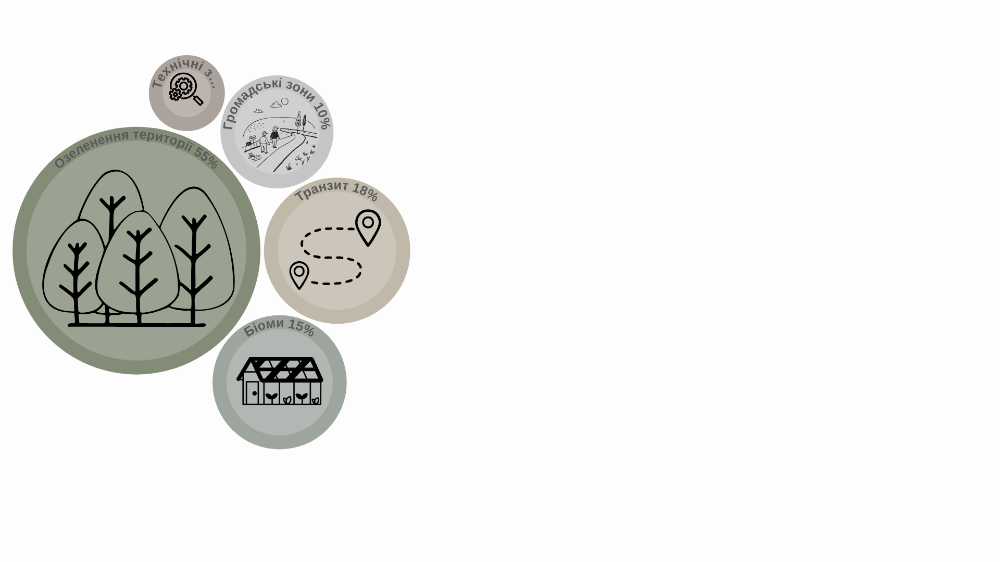 Технічні з...
Громадські зони 10%
Озеленення території 55%
Транзит 18%
Біоми 15%